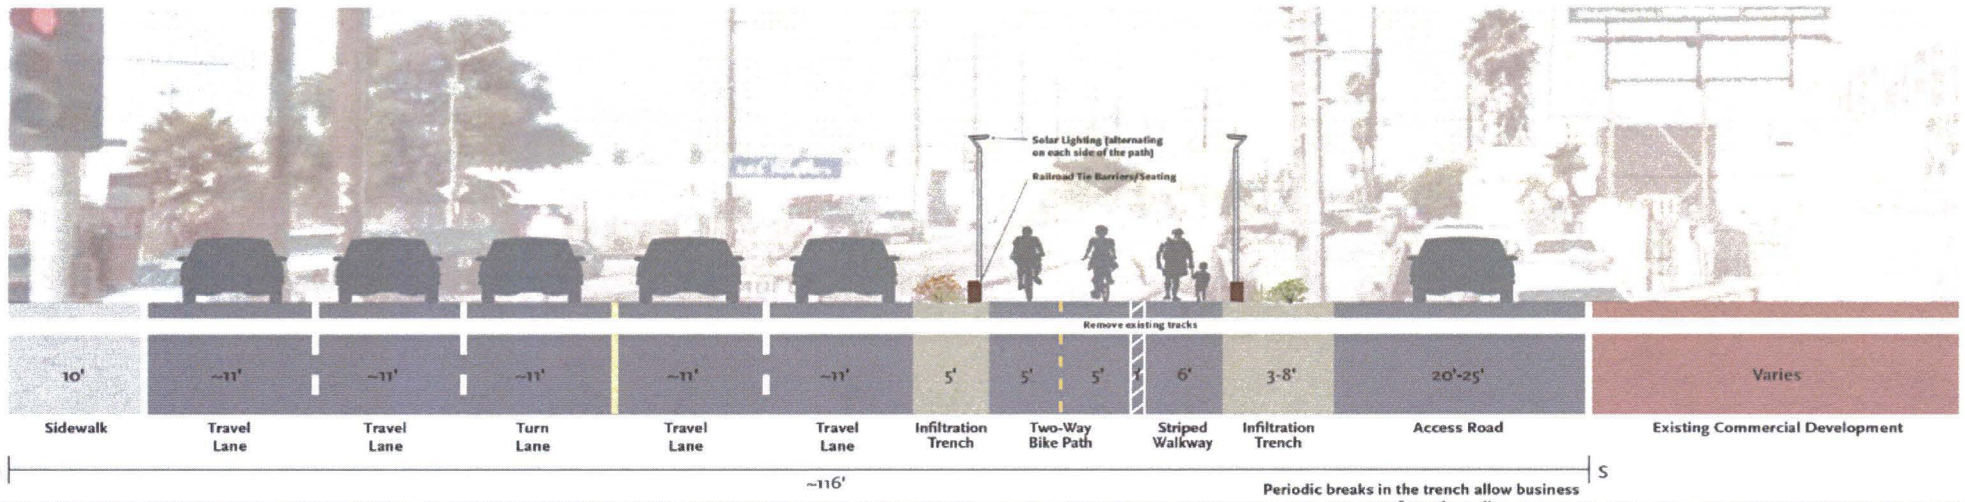 Solar Lighting (alternating
on each side of the path)
Railroad Tie Barriers/Seating
Remove existing tracks
10'
~11'
~11'
~11'
~11'
~11'
5'
5'
5'
1'
6'
3-8'
20'-25'
Varies
Sidewalk
Travel
Lane
Travel
Lane
Turn
Lane
Travel
Lane
Travel
Lane
Infiltration
Trench
Two-Way
Bike Path
Striped
Walkway
Infiltration
Trench
Access Road
Existing Commercial Development
~116'
S
Periodic breaks in the trench allow business